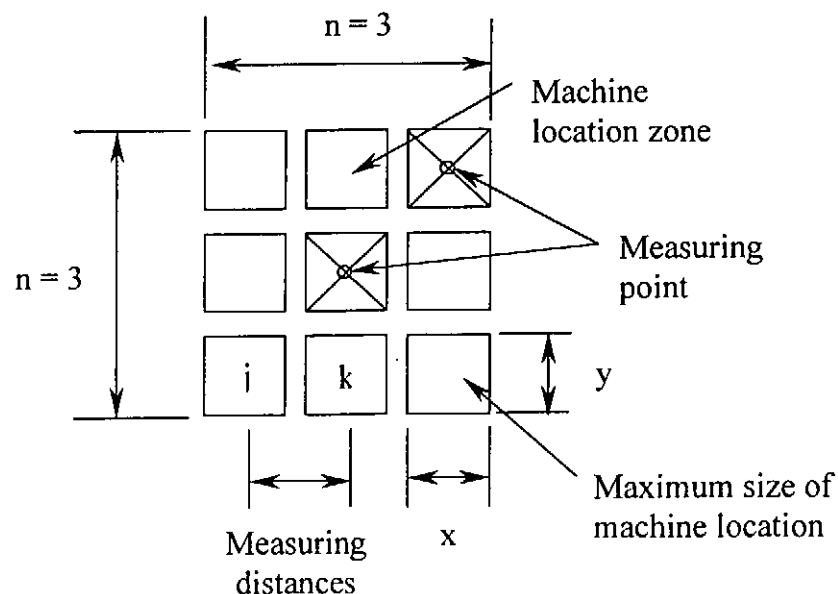 n = 3
Machine
location zone
n = 3
Measuring
point
j
k
y
Maximum size of
machine location
x
Measuring
distances